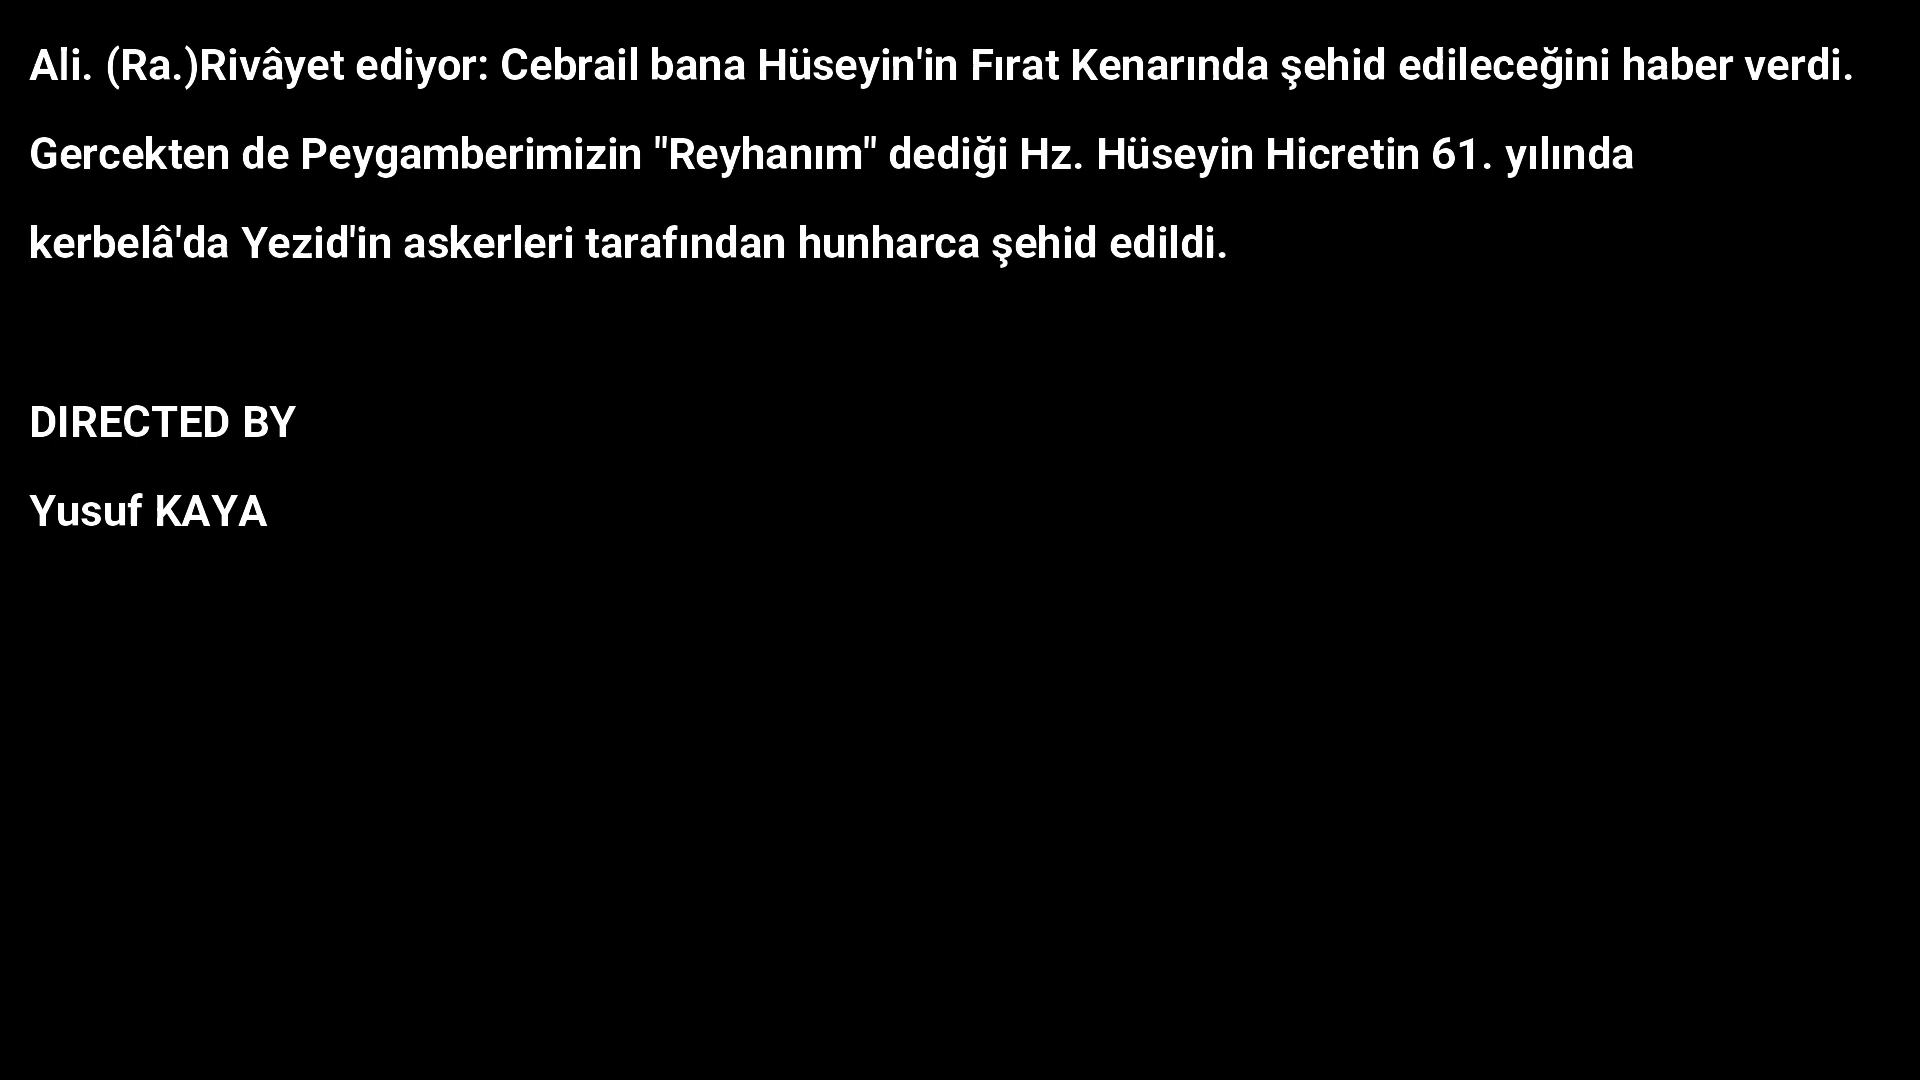 Ali. (Ra.)Rivâyet ediyor: Cebrail bana Hüseyin'in Fırat Kenarında şehid edileceğini haber verdi.
Gercekten de Peygamberimizin "Reyhanım" dediği Hz. Hüseyin Hicretin 61. yılında
kerbelâ'da Yezid'in askerleri tarafından hunharca şehid edildi.
DIRECTED BY
Yusuf KAYA